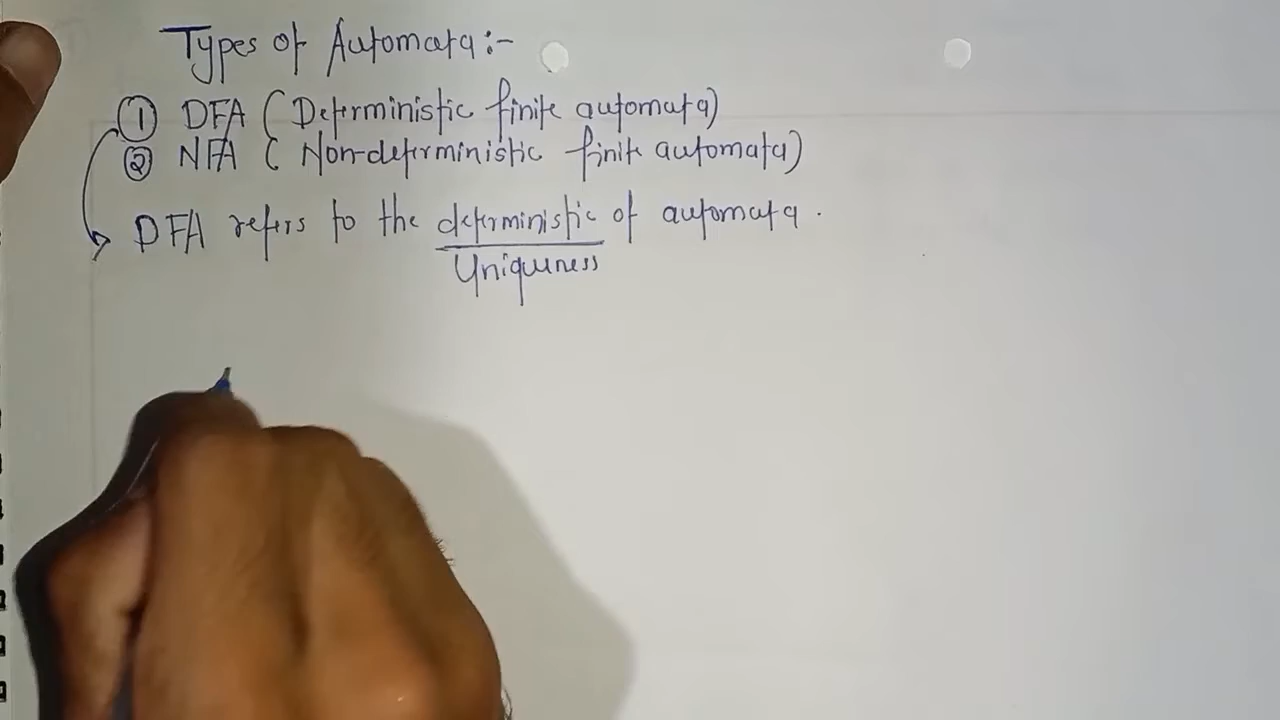 Types of Automata:-
① DFA (Deterministic finite automata)
② NFA ( Non-deterministic finite automata)
DFA refers to the deterministic of automata.
Uniqueness